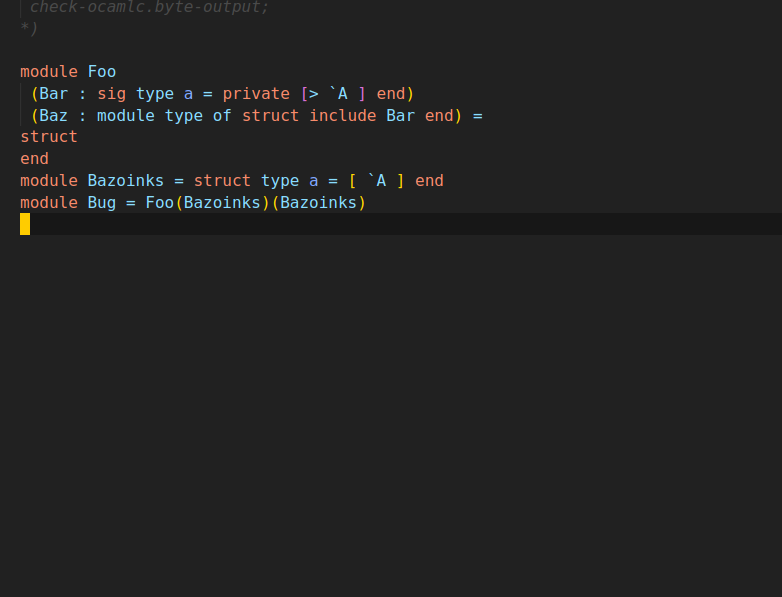 check-ocamlc.byte-output;
*)
module Foo
(Bar : sig type a = private [> `A ] end)
(Baz : module type of struct include Bar end) =
struct
end
module Bazoinks = struct type a = [ `A ] end
module Bug = Foo(Bazoinks)(Bazoinks)